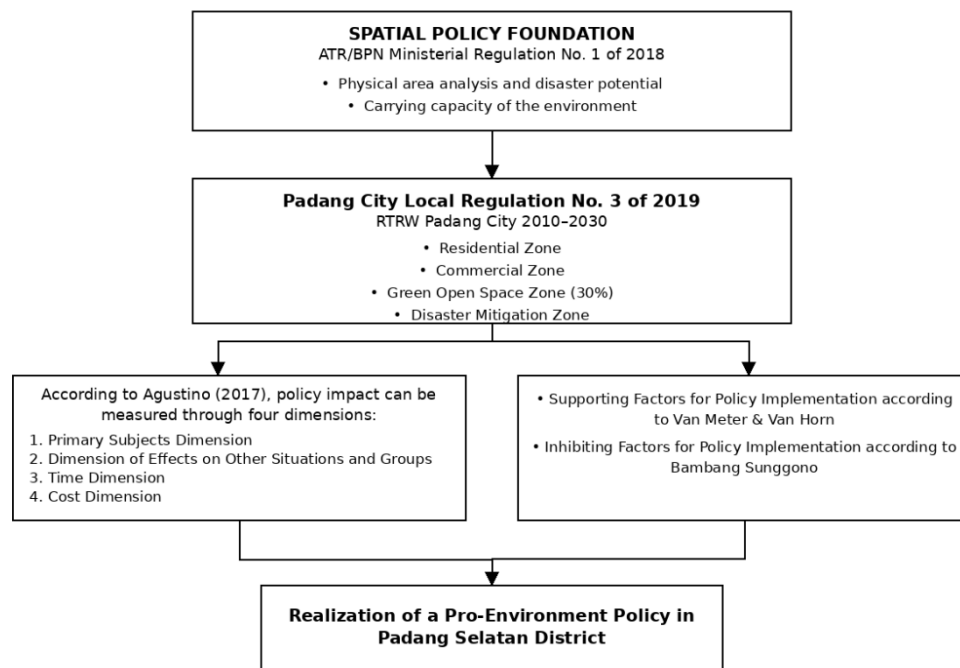 SPATIAL POLICY FOUNDATION
ATR/BPN Ministerial Regulation No. 1 of 2018
• Physical area analysis and disaster potential
• Carrying capacity of the environment
Padang City Local Regulation No. 3 of 2019
RTRW Padang City 2010–2030
• Residential Zone
• Commercial Zone
• Green Open Space Zone (30%)
• Disaster Mitigation Zone
According to Agustino (2017), policy impact can be
measured through four dimensions:
1. Primary Subjects Dimension
2. Dimension of Effects on Other Situations and Groups
3. Time Dimension
4. Cost Dimension
• Supporting Factors for Policy Implementation according
to Van Meter & Van Horn
• Inhibiting Factors for Policy Implementation according to
Bambang Sunggono
Realization of a Pro-Environment Policy in
Padang Selatan District